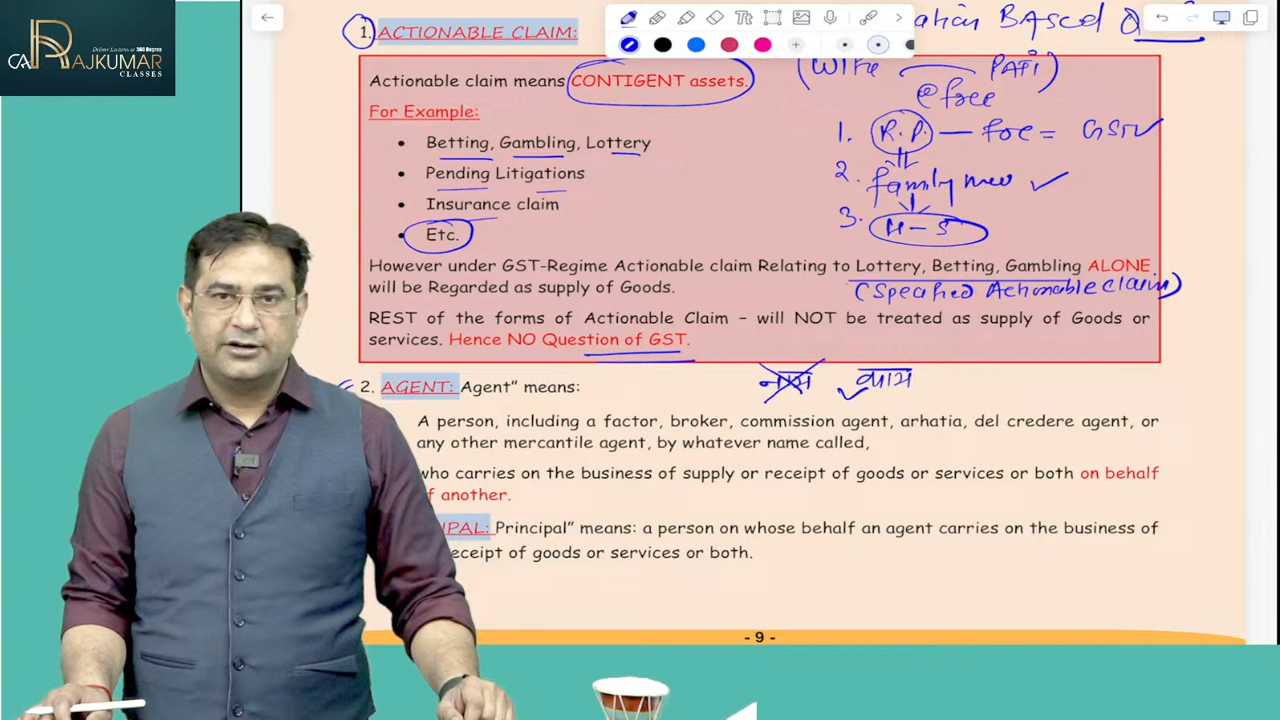 Deliver Lectures at 360 Degree
CA RAJKUMAR
CLASSES
1. ACTIONABLE CLAIM:
Based
Actionable claim means CONTIGENT assets.
(Wife PATI)
@free
For Example:
• Betting, Gambling, Lottery
1. R.P. — foc = GST ✓
• Pending Litigations
2. family mem ✓
• Insurance claim
3. H - S
• Etc.
However under GST-Regime Actionable claim Relating to Lottery, Betting, Gambling ALONE
will be Regarded as supply of Goods.
(Specified Actionable claim)
REST of the forms of Actionable Claim – will NOT be treated as supply of Goods or
services. Hence NO Question of GST.
2. AGENT: Agent” means:
नाम ✓काम
A person, including a factor, broker, commission agent, arhatia, del credere agent, or
any other mercantile agent, by whatever name called,
who carries on the business of supply or receipt of goods or services or both on behalf
f another.
IPAL: Principal” means: a person on whose behalf an agent carries on the business of
eceipt of goods or services or both.
- 9 -